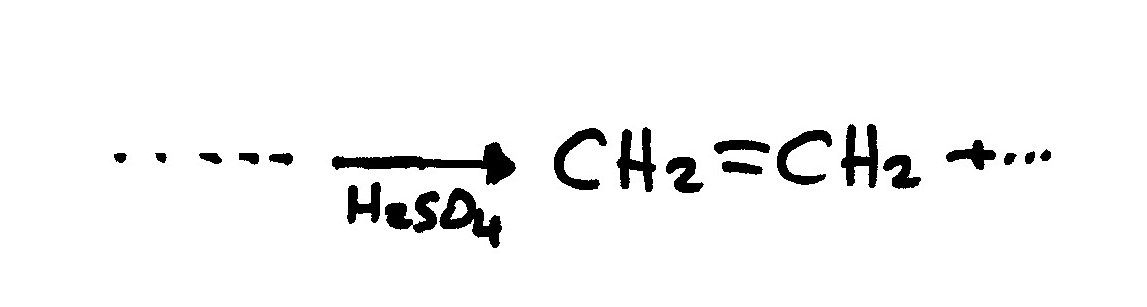 ....... ⟶ CH₂=CH₂ +...
H₂SO₄